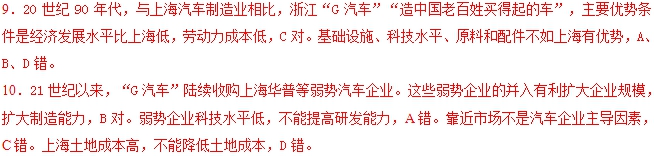 9．20 世纪 90 年代，与上海汽车制造业相比，浙江“G 汽车”“造中国老百姓买得起的车”，主要优势条
件是经济发展水平比上海低，劳动力成本低，C 对。基础设施、科技水平、原料和配件不如上海有优势，A、
B、D 错。
10．21 世纪以来，“G 汽车”陆续收购上海华普等弱势汽车企业。这些弱势企业的并入有利扩大企业规模，
扩大制造能力，B 对。弱势企业科技水平低，不能提高研发能力，A 错。靠近市场不是汽车企业主导因素，
C 错。上海土地成本高，不能降低土地成本，D 错。